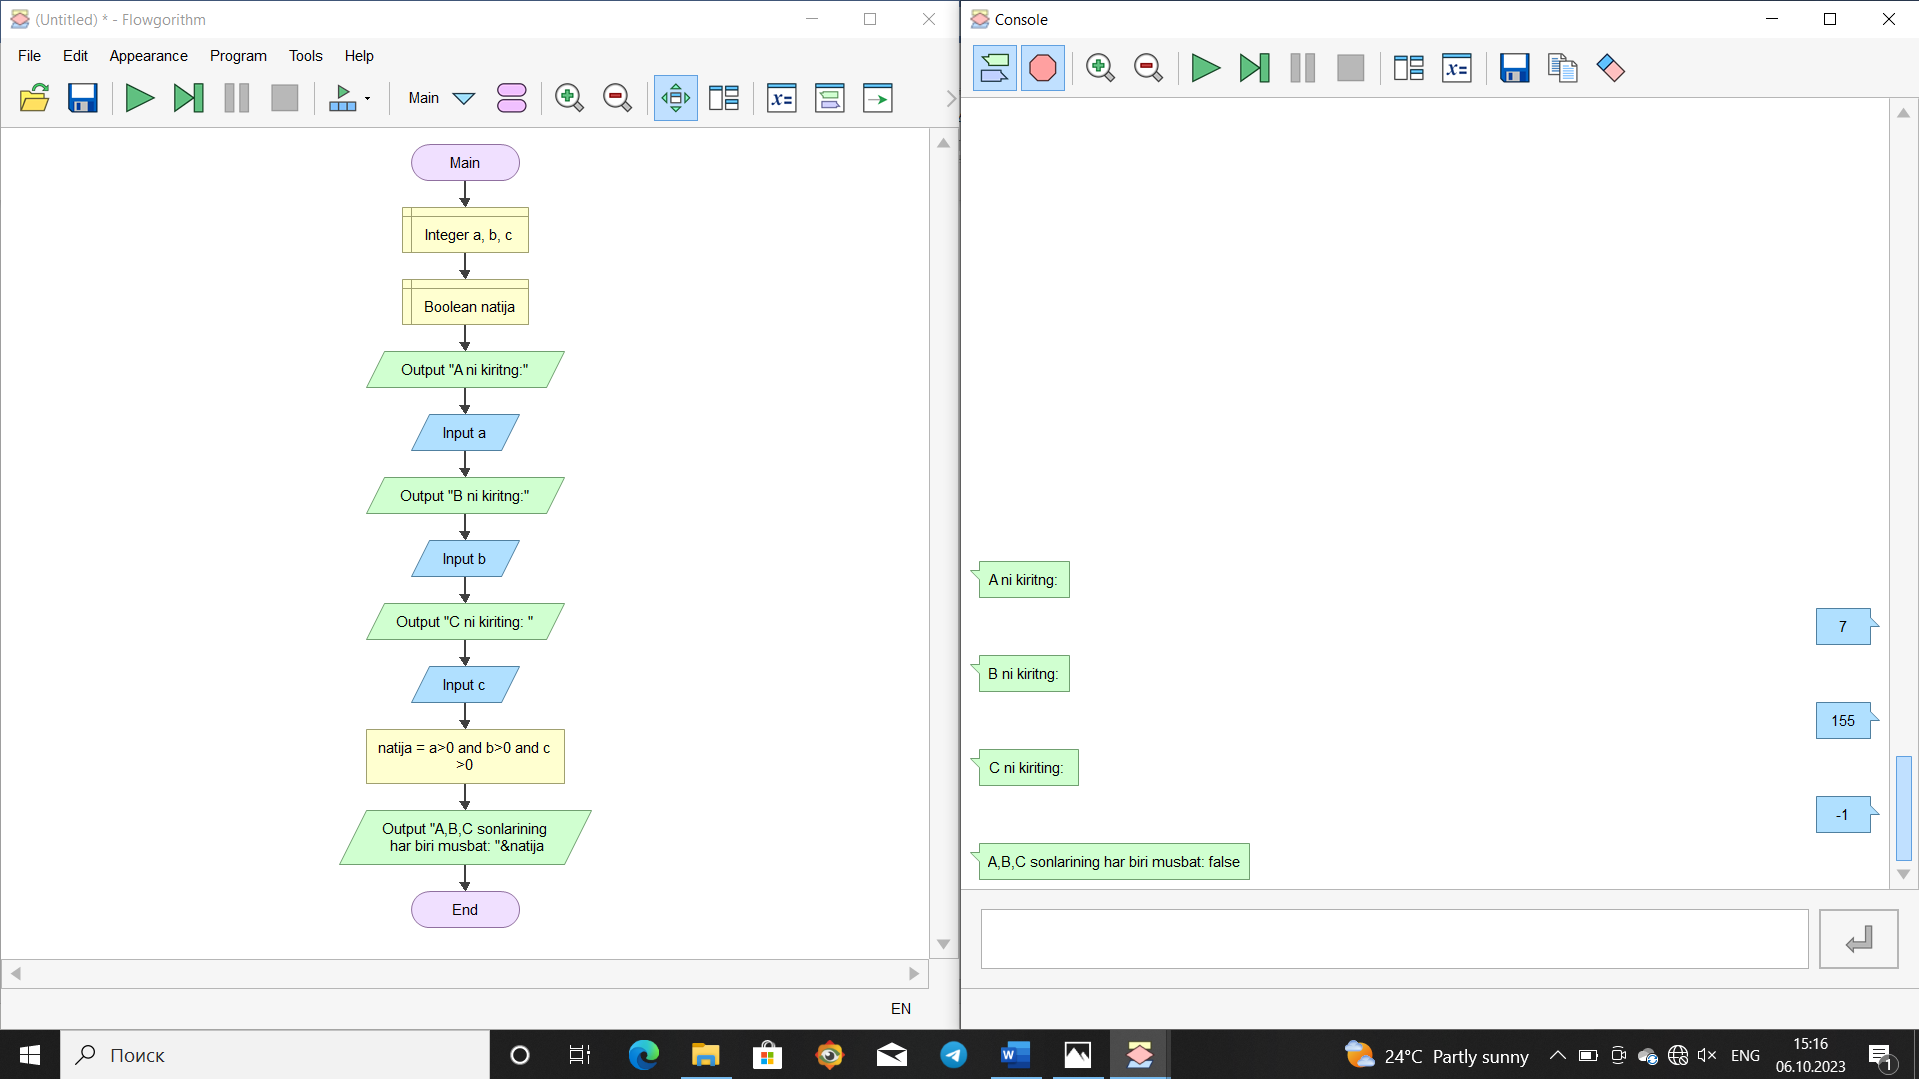 (Untitled) * - Flowgorithm
File Edit Appearance Program Tools Help
Main
Main
Integer a, b, c
Boolean natija
Output "A ni kiritng:"
Input a
Output "B ni kiritng:"
Input b
Output "C ni kiriting: "
Input c
natija = a>0 and b>0 and c
>0
Output "A,B,C sonlarining
har biri musbat: "&natija
End
EN
Console
x=
x=
A ni kiritng:
7
B ni kiritng:
155
C ni kiriting:
-1
A,B,C sonlarining har biri musbat: false
Поиск
W
24°C Partly sunny
ENG
15:16
06.10.2023
1